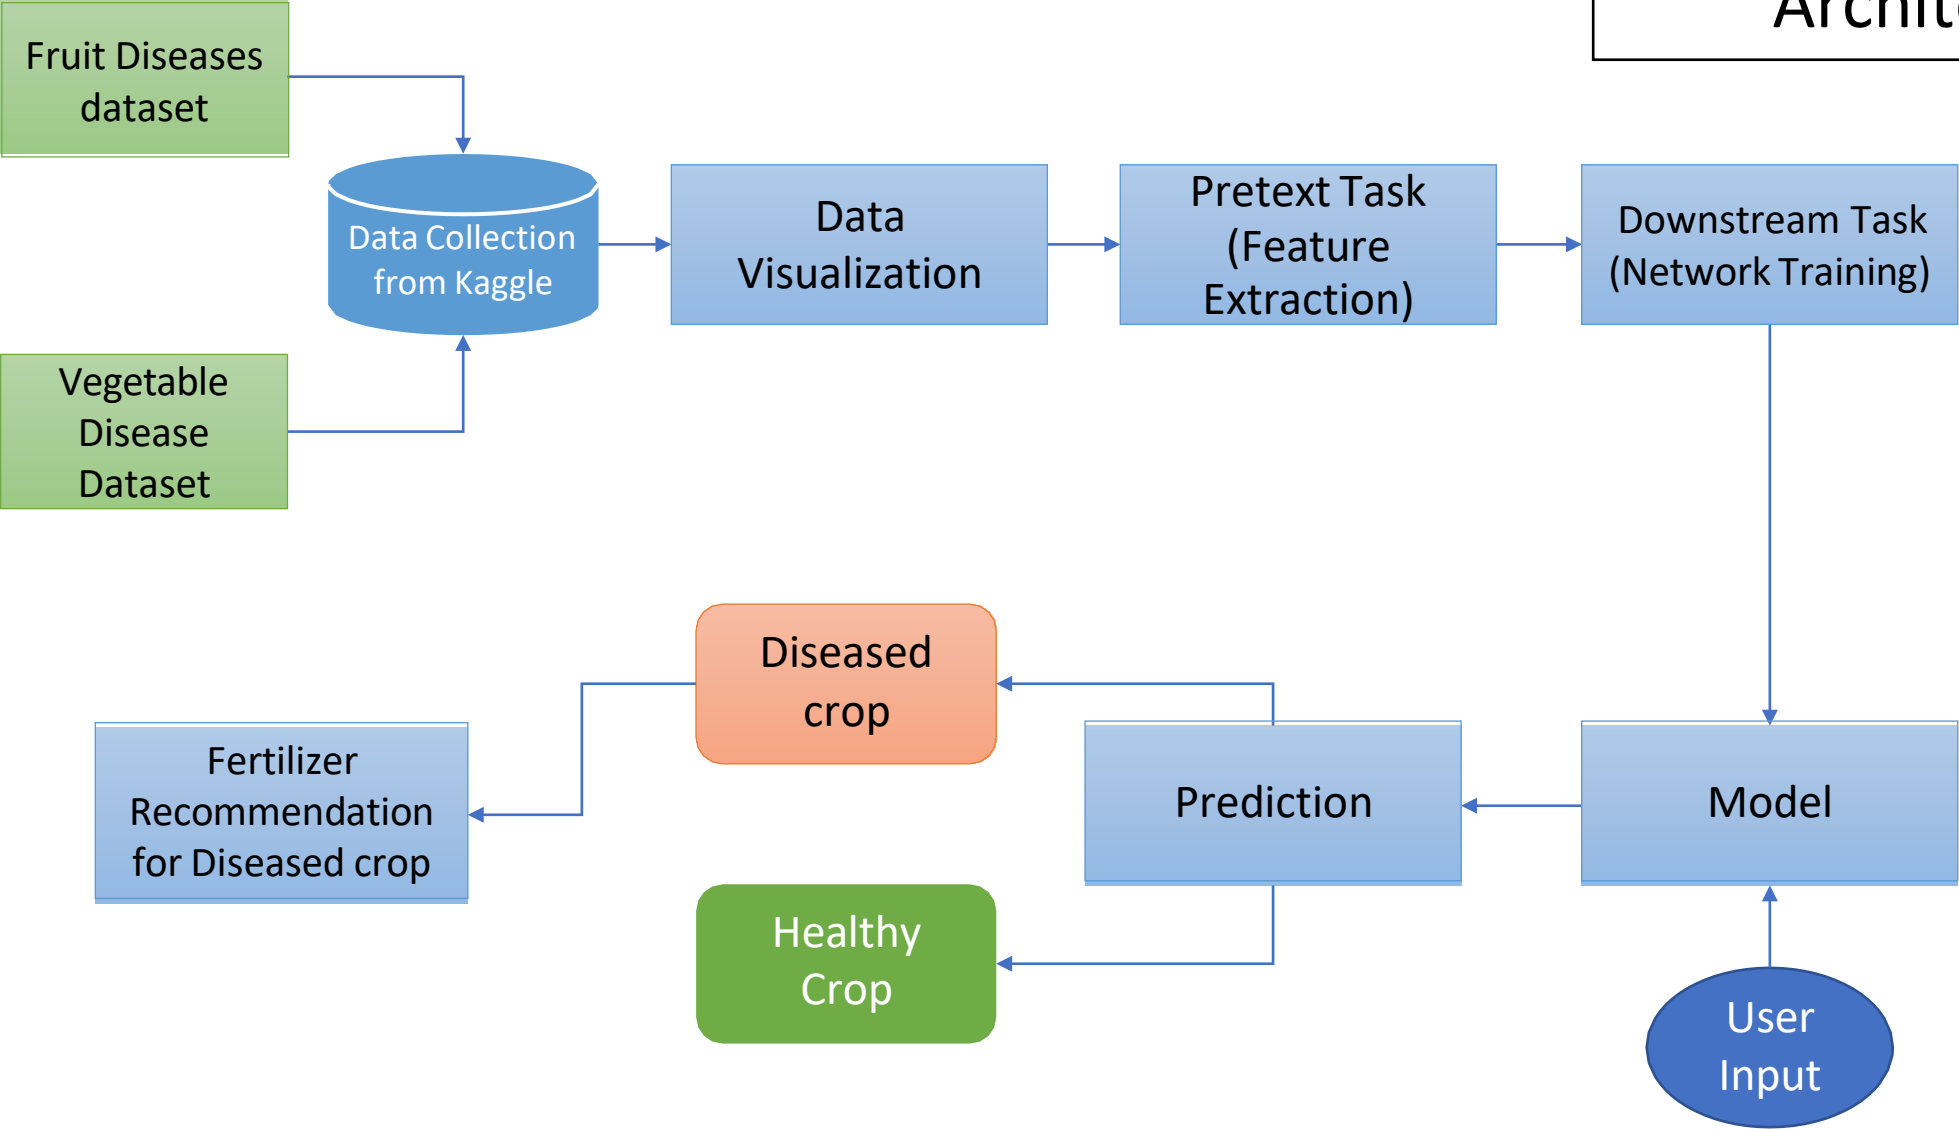 Fruit Diseases
dataset
Data Collection
from Kaggle
Data
Visualization
Pretext Task
(Feature
Extraction)
Downstream Task
(Network Training)
Vegetable
Disease
Dataset
Diseased
crop
Fertilizer
Recommendation
for Diseased crop
Prediction
Model
Healthy
Crop
User
Input